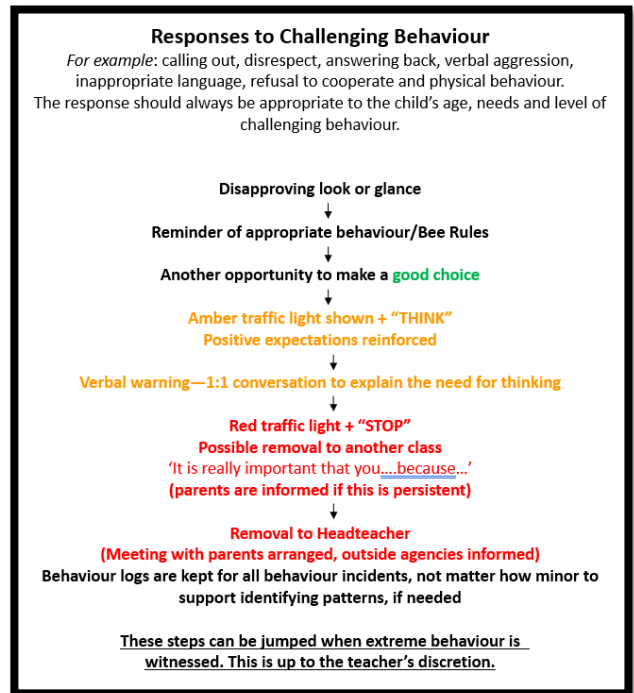 Responses to Challenging Behaviour
For example: calling out, disrespect, answering back, verbal aggression,
inappropriate language, refusal to cooperate and physical behaviour.
The response should always be appropriate to the child's age, needs and level of
challenging behaviour.
Disapproving look or glance
Reminder of appropriate behaviour/Bee Rules
Another opportunity to make a good choice
Amber traffic light shown + "THINK"
Positive expectations reinforced
Verbal warning—1:1 conversation to explain the need for thinking
Red traffic light + "STOP"
Possible removal to another class
'It is really important that you....because...'
(parents are informed if this is persistent)
Removal to Headteacher
(Meeting with parents arranged, outside agencies informed)
Behaviour logs are kept for all behaviour incidents, not matter how minor to
support identifying patterns, if needed
These steps can be jumped when extreme behaviour is
witnessed. This is up to the teacher's discretion.